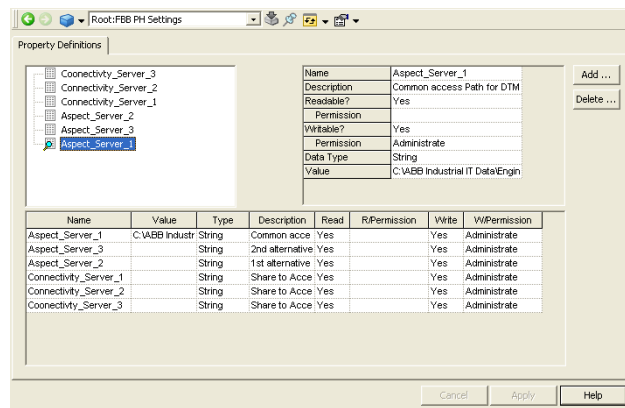 Root:FBB PH Settings
Property Definitions
Coonectivty_Server_3
Connectivity_Server_2
Connectivity_Server_1
Aspect_Server_2
Aspect_Server_3
Aspect_Server_1
Name Aspect_Server_1
Description Common access Path for DTM
Readable? Yes
Permission
Writable? Yes
Permission Administrate
Data Type String
Value C:\ABB Industrial IT Data\Engin
Add ...
Delete ...
Name Value Type Description Read R/Permission Write W/Permission
Aspect_Server_1 C:\ABB Industr String Common acce Yes Yes Administrate
Aspect_Server_3 String 2nd alternative Yes Yes Administrate
Aspect_Server_2 String 1st alternative Yes Yes Administrate
Connectivity_Server_1 String Share to Acce Yes Yes Administrate
Connectivity_Server_2 String Share to Acce Yes Yes Administrate
Coonectivty_Server_3 String Share to Acce Yes Yes Administrate
Cancel Apply Help